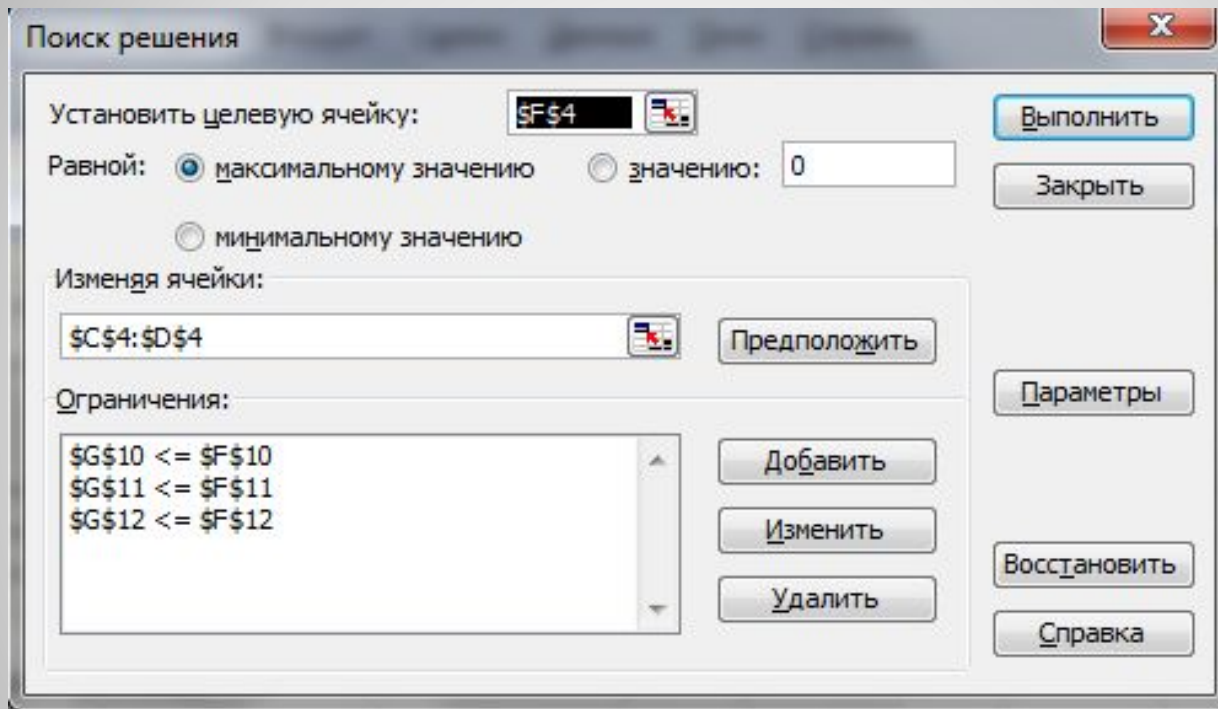 Поиск решения
X
Установить целевую ячейку: $F$4
Выполнить
Равной: максимальному значению значению: 0
Закрыть
минимальному значению
Изменяя ячейки:
$C$4:$D$4
Предположить
Параметры
Ограничения:
$G$10 <= $F$10
$G$11 <= $F$11
$G$12 <= $F$12
Добавить
Изменить
Удалить
Восстановить
Справка